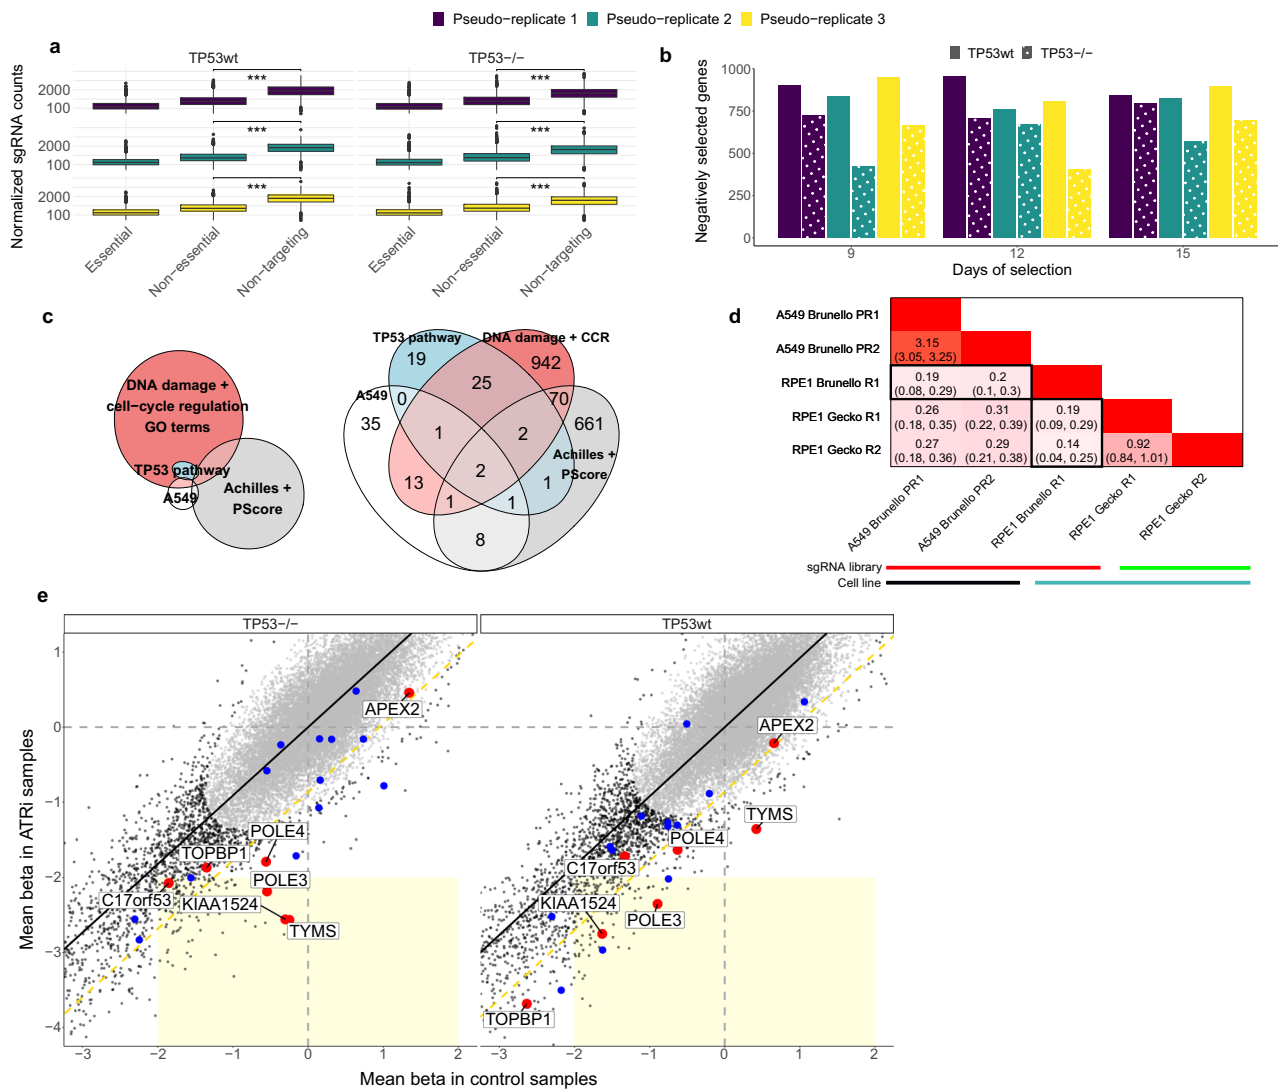 Pseudo−replicate 1 Pseudo−replicate 2 Pseudo−replicate 3
a
TP53wt TP53−/−
Normalized sgRNA counts
2000
100
2000
100
2000
100
*** ***
*** ***
*** ***
Essential Non−essential Non−targeting Essential Non−essential Non−targeting
b
TP53wt TP53−/−
Negatively selected genes
1000
750
500
250
0
9 12 15
Days of selection
c
DNA damage +
cell−cycle regulation
GO terms
TP53 pathway
A549
Achilles +
PScore
TP53 pathway DNA damage + CCR
19 942
A549 0 25 70
35 1 2 661
Achilles +
PScore
13 2 1
1 1
8
d
A549 Brunello PR1
A549 Brunello PR2 3.15
(3.05, 3.25)
RPE1 Brunello R1 0.19 0.2
(0.08, 0.29) (0.1, 0.3)
RPE1 Gecko R1 0.26 0.31 0.19
(0.18, 0.35) (0.22, 0.39) (0.09, 0.29)
RPE1 Gecko R2 0.27 0.29 0.14 0.92
(0.18, 0.36) (0.21, 0.38) (0.04, 0.25) (0.84, 1.01)
A549 Brunello PR1 A549 Brunello PR2 RPE1 Brunello R1 RPE1 Gecko R1 RPE1 Gecko R2
sgRNA library
Cell line
e
TP53−/− TP53wt
Mean beta in ATRi samples
1
0
−1
−2
−3
−4
APEX2
POLE4
TOPBP1
POLE3
C17orf53
KIAA1524
TYMS
APEX2
TYMS
POLE4
C17orf53
KIAA1524
POLE3
TOPBP1
−3 −2 −1 0 1 2 −3 −2 −1 0 1 2
Mean beta in control samples